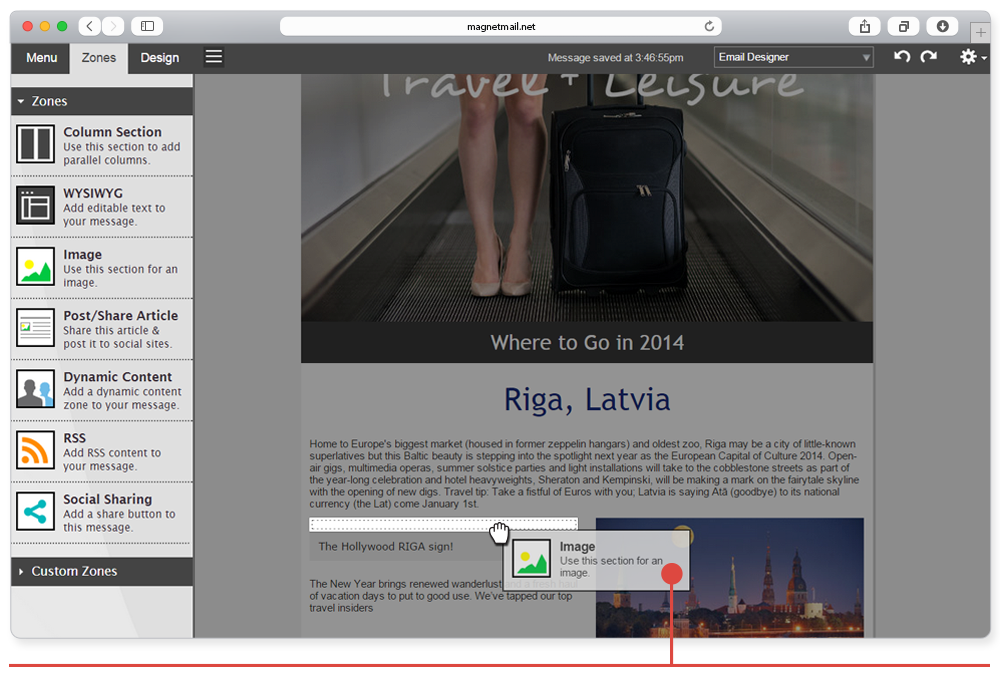 magnetmail.net
Menu
Zones
Design
Message saved at 3:46:55pm
Email Designer
Zones
Column Section
Use this section to add
parallel columns.
WYSIWYG
Add editable text to
your message.
Image
Use this section for an
image.
Post/Share Article
Share this article &
post it to social sites.
Dynamic Content
Add a dynamic content
zone to your message.
RSS
Add RSS content to
your message.
Social Sharing
Add a share button to
this message.
Custom Zones
Travel + Leisure
Where to Go in 2014
Riga, Latvia
Home to Europe's biggest market (housed in former zeppelin hangars) and oldest zoo, Riga may be a city of little-known
superlatives but this Baltic beauty is stepping into the spotlight next year as the European Capital of Culture 2014. Open-
air gigs, multimedia operas, summer solstice parties and light installations will take to the cobblestone streets as part of
the year-long celebration and hotel heavyweights, Sheraton and Kempinski, will be making a mark on the fairytale skyline
with the opening of new digs. Travel tip: Take a fistful of Euros with you; Latvia is saying Atā (goodbye) to its national
currency (the Lat) come January 1st.
The Hollywood RIGA sign!
Image
Use this section for an
image.
The New Year brings renewed wanderlust and a fresh haul
of vacation days to put to good use. We've tapped our top
travel insiders